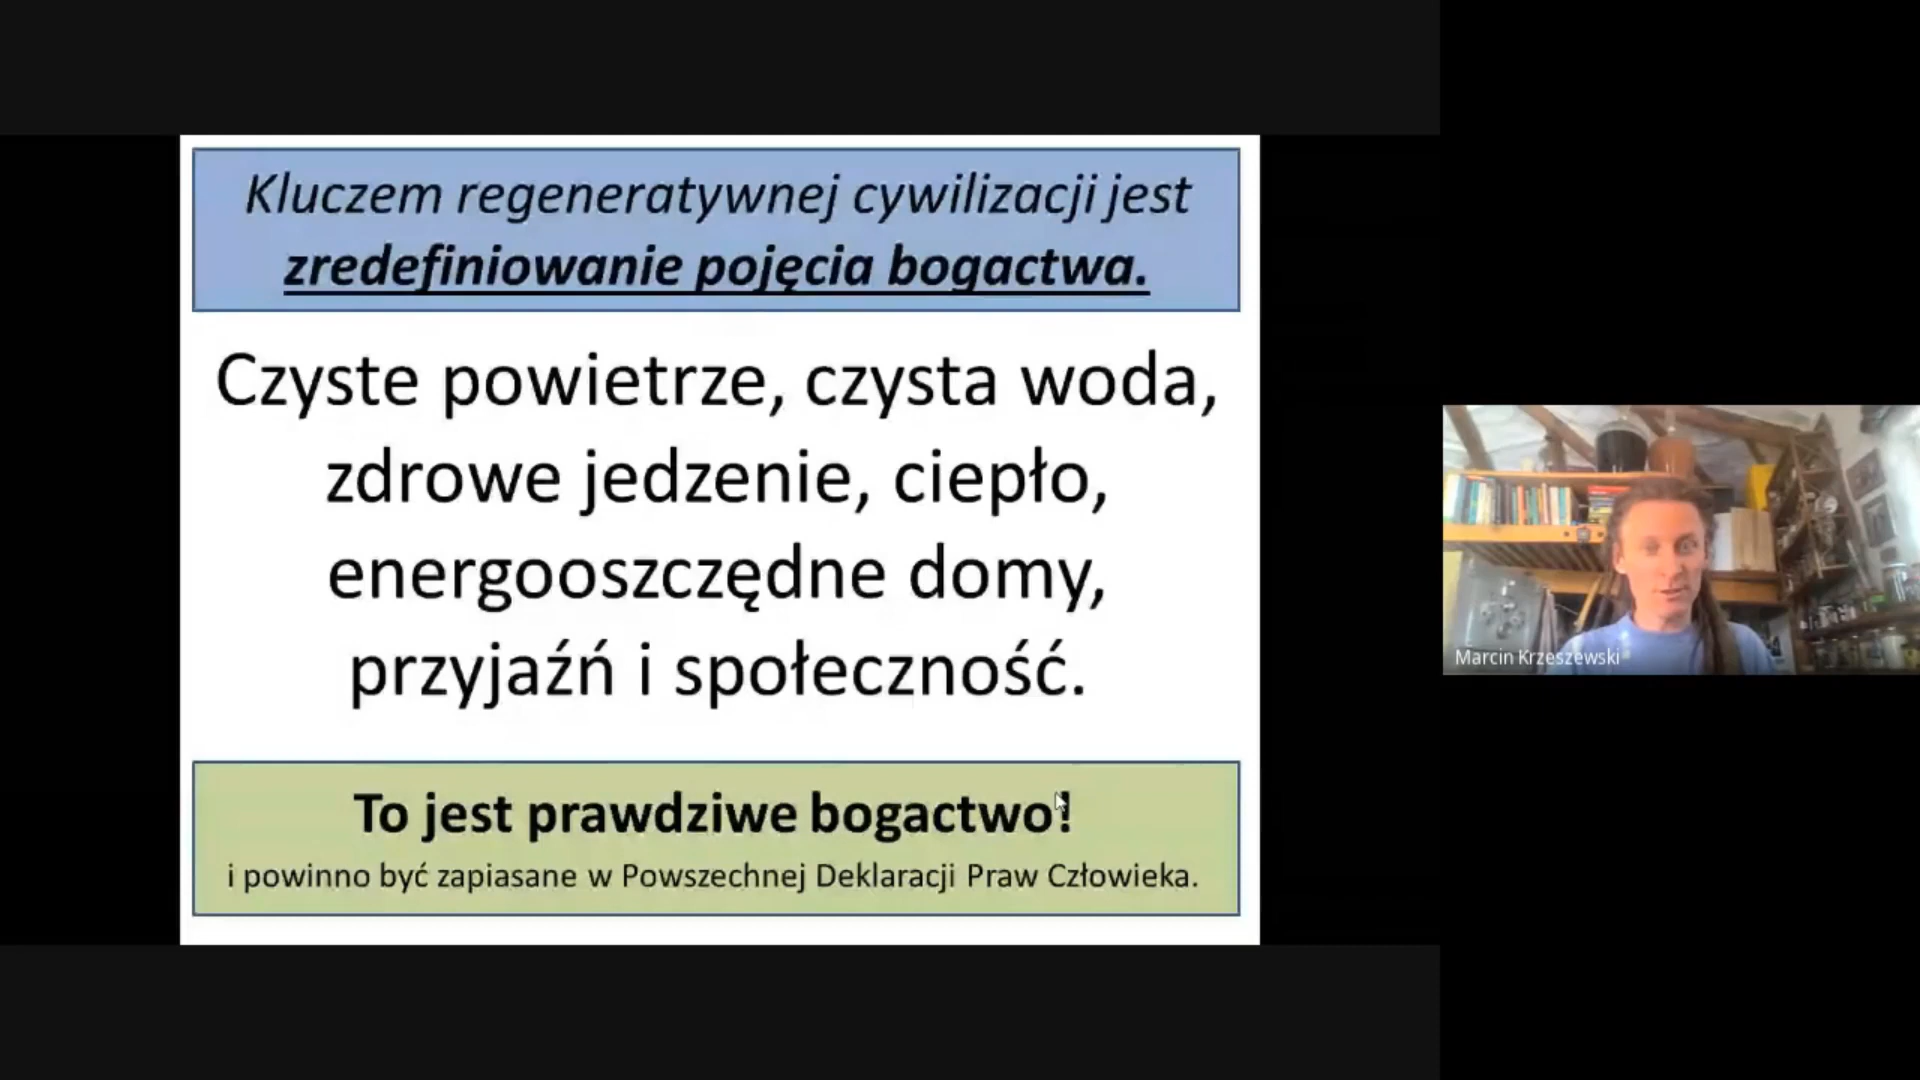 Kluczem regeneratywnej cywilizacji jest
zredefiniowanie pojęcia bogactwa.
Czyste powietrze, czysta woda,
zdrowe jedzenie, ciepło,
energooszczędne domy,
przyjaźń i społeczność.
To jest prawdziwe bogactwo!
i powinno być zapiasane w Powszechnej Deklaracji Praw Człowieka.
Marcin Krzeszewski